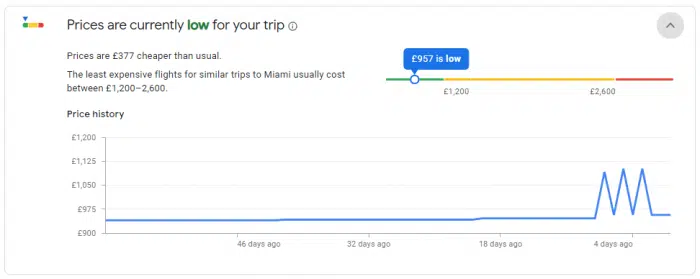 Prices are currently low for your trip
Prices are £377 cheaper than usual.
The least expensive flights for similar trips to Miami usually cost
between £1,200–2,600.
£957 is low
£1,200 £2,600
Price history
£1,200
£1,125
£1,050
£975
£900
46 days ago 32 days ago 18 days ago 4 days ago